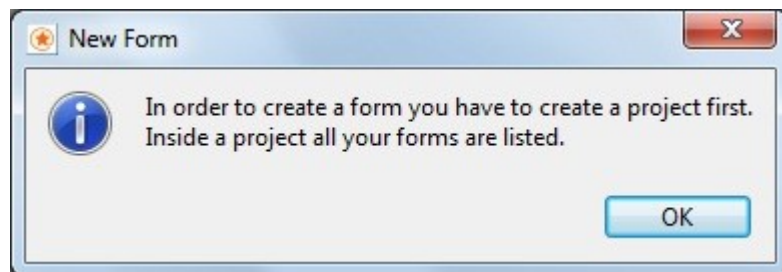 New Form
In order to create a form you have to create a project first.
Inside a project all your forms are listed.
OK